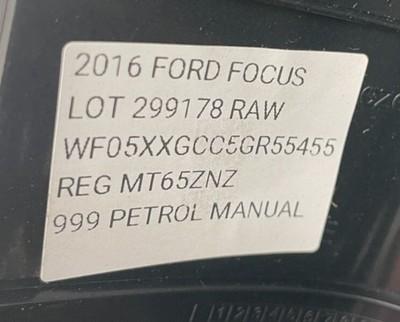 2016 FORD FOCUS
LOT 299178 RAW
WF05XXGCC5GR55455
REG MT65ZNZ
999 PETROL MANUAL